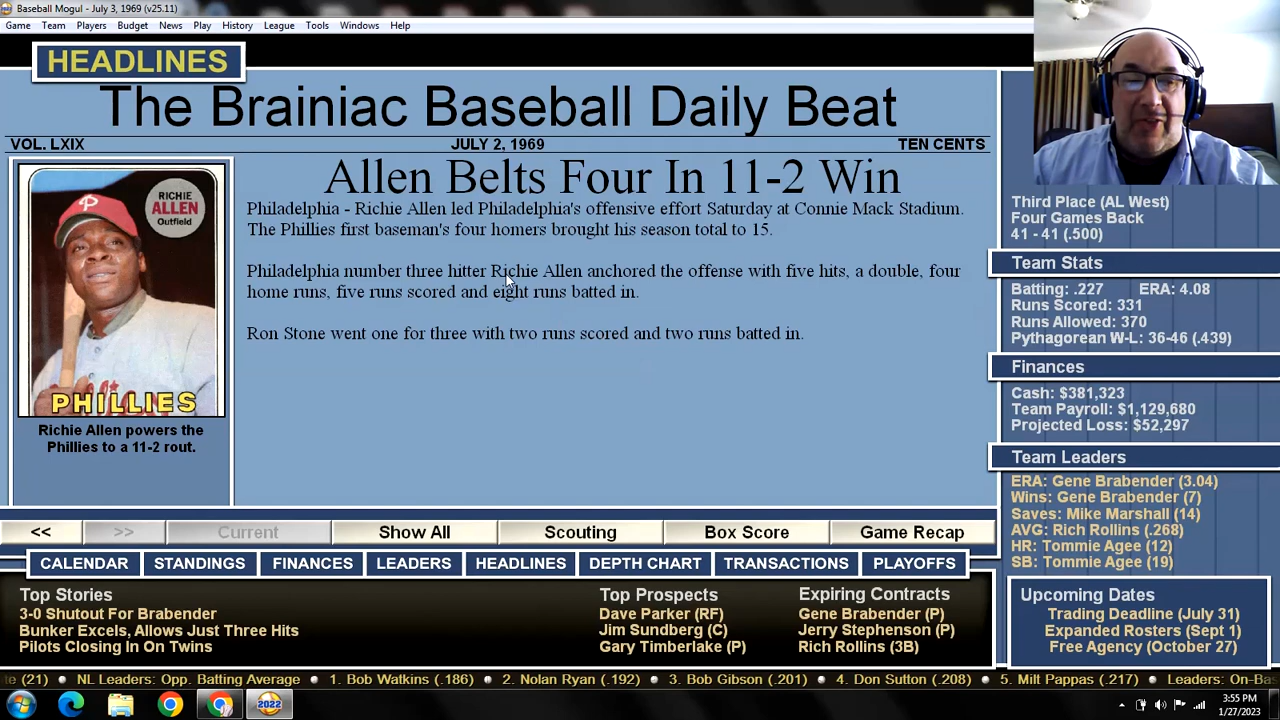 Baseball Mogul - July 3, 1969 (v25.11)
Game Team Players Budget News Play History League Tools Windows Help
HEADLINES
The Brainiac Baseball Daily Beat
VOL. LXIX JULY 2, 1969 TEN CENTS
Allen Belts Four In 11-2 Win
RICHIE
ALLEN
Outfield
PHILLIES
Richie Allen powers the
Phillies to a 11-2 rout.
Philadelphia - Richie Allen led Philadelphia's offensive effort Saturday at Connie Mack Stadium.
The Phillies first baseman's four homers brought his season total to 15.
Philadelphia number three hitter Richie Allen anchored the offense with five hits, a double, four
home runs, five runs scored and eight runs batted in.
Ron Stone went one for three with two runs scored and two runs batted in.
Third Place (AL West)
Four Games Back
41 - 41 (.500)
Team Stats
Batting: .227 ERA: 4.08
Runs Scored: 331
Runs Allowed: 370
Pythagorean W-L: 36-46 (.439)
Finances
Cash: $381,323
Team Payroll: $1,129,680
Projected Loss: $52,297
Team Leaders
ERA: Gene Brabender (3.04)
Wins: Gene Brabender (7)
Saves: Mike Marshall (14)
AVG: Rich Rollins (.268)
HR: Tommie Agee (12)
SB: Tommie Agee (19)
<< >> Current Show All Scouting Box Score Game Recap
CALENDAR STANDINGS FINANCES LEADERS HEADLINES DEPTH CHART TRANSACTIONS PLAYOFFS
Top Stories
3-0 Shutout For Brabender
Bunker Excels, Allows Just Three Hits
Pilots Closing In On Twins
Top Prospects
Dave Parker (RF)
Jim Sundberg (C)
Gary Timberlake (P)
Expiring Contracts
Gene Brabender (P)
Jerry Stephenson (P)
Rich Rollins (3B)
Upcoming Dates
Trading Deadline (July 31)
Expanded Rosters (Sept 1)
Free Agency (October 27)
te (21) • NL Leaders: Opp. Batting Average • 1. Bob Watkins (.186) • 2. Nolan Ryan (.192) • 3. Bob Gibson (.201) • 4. Don Sutton (.208) • 5. Milt Pappas (.217) • Leaders: On-Bas
2022
3:55 PM
1/27/2023